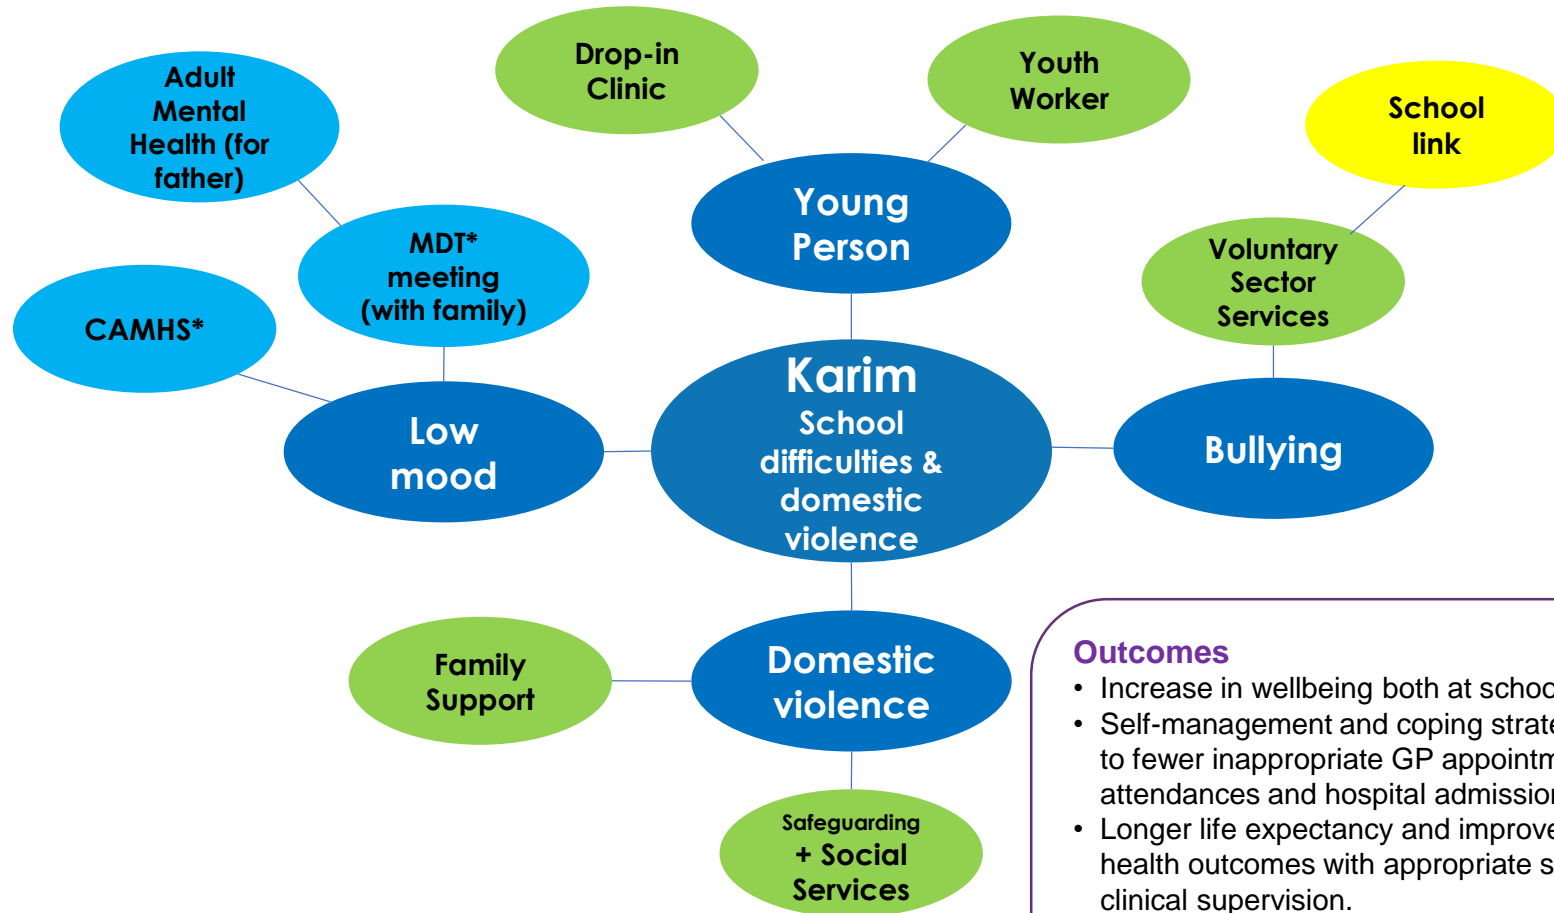 Drop-in
Clinic
Youth
Worker
Adult
Mental
Health (for
father)
School
link
Young
Person
MDT*
meeting
(with family)
Voluntary
Sector
Services
CAMHS*
Karim
School
difficulties &
domestic
violence
Low
mood
Bullying
Family
Support
Domestic
violence
Safeguarding
+ Social
Services
Outcomes
• Increase in wellbeing both at schoo
• Self-management and coping strate
to fewer inappropriate GP appointm
attendances and hospital admission
• Longer life expectancy and improve
health outcomes with appropriate s
clinical supervision.